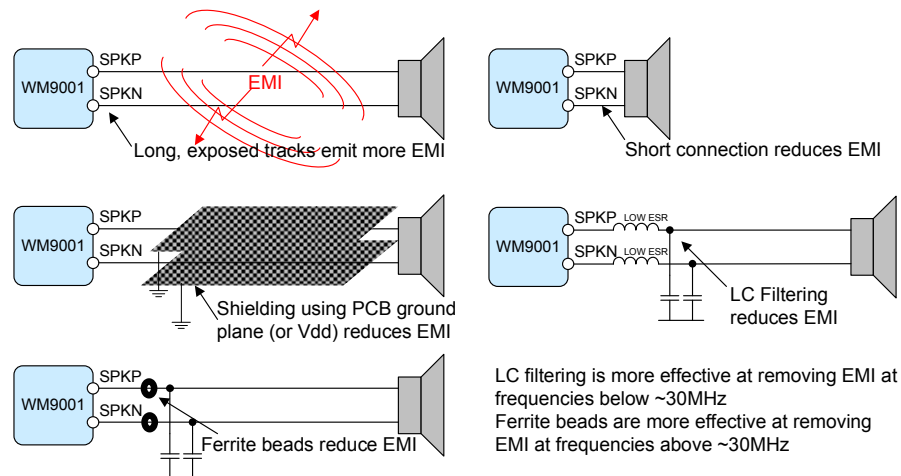 WM9001
SPKP
SPKN
EMI
Long, exposed tracks emit more EMI
WM9001
SPKP
SPKN
Short connection reduces EMI
WM9001
SPKP
SPKN
Shielding using PCB ground
plane (or Vdd) reduces EMI
WM9001
SPKP
LOW ESR
SPKN
LOW ESR
LC Filtering
reduces EMI
WM9001
SPKP
SPKN
Ferrite beads reduce EMI
LC filtering is more effective at removing EMI at
frequencies below ~30MHz
Ferrite beads are more effective at removing
EMI at frequencies above ~30MHz